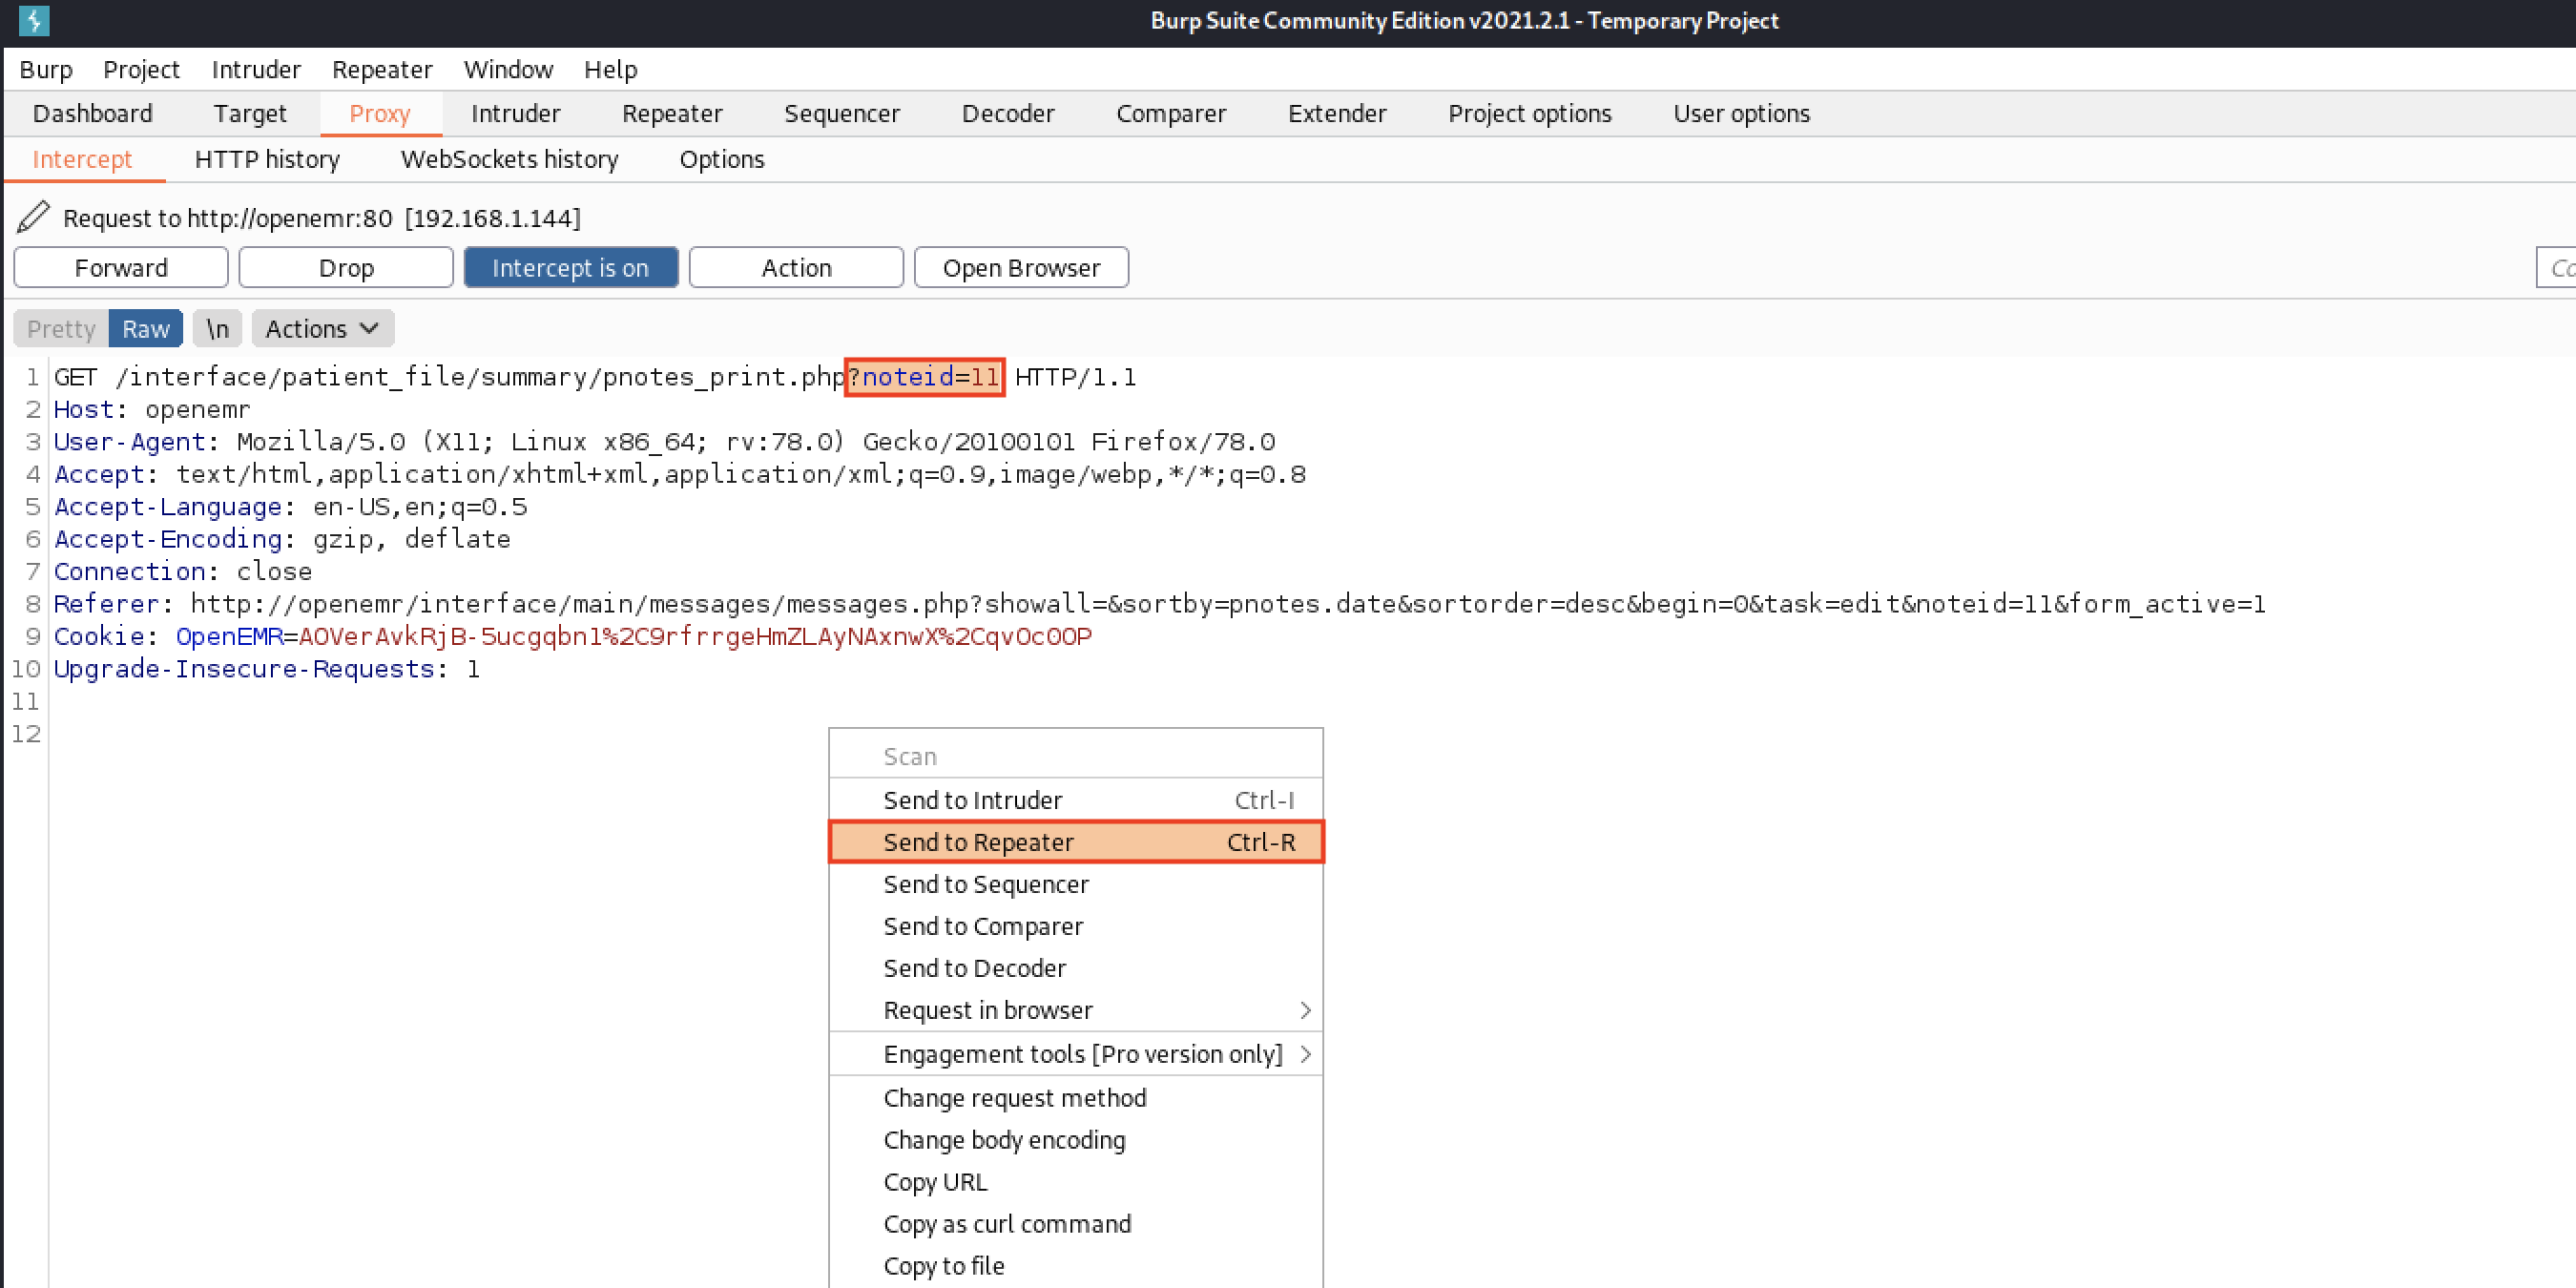 Burp Suite Community Edition v2021.2.1 - Temporary Project
Burp Project Intruder Repeater Window Help
Dashboard Target Proxy Intruder Repeater Sequencer Decoder Comparer Extender Project options User options
Intercept HTTP history WebSockets history Options
Request to http://openemr:80 [192.168.1.144]
Forward Drop Intercept is on Action Open Browser
Pretty Raw \n Actions
1 GET /interface/patient_file/summary/pnotes_print.php?noteid=11 HTTP/1.1
2 Host: openemr
3 User-Agent: Mozilla/5.0 (X11; Linux x86_64; rv:78.0) Gecko/20100101 Firefox/78.0
4 Accept: text/html,application/xhtml+xml,application/xml;q=0.9,image/webp,*/*;q=0.8
5 Accept-Language: en-US,en;q=0.5
6 Accept-Encoding: gzip, deflate
7 Connection: close
8 Referer: http://openemr/interface/main/messages/messages.php?showall=&sortby=pnotes.date&sortorder=desc&begin=0&task=edit&noteid=11&form_active=1
9 Cookie: OpenEMR=AOVerAvkRjB-5ucgqbn1%2C9rfrrgeHmZLAyNAxnwX%2CqvOc0OP
10 Upgrade-Insecure-Requests: 1
11
12
Scan
Send to Intruder Ctrl-I
Send to Repeater Ctrl-R
Send to Sequencer
Send to Comparer
Send to Decoder
Request in browser
Engagement tools [Pro version only]
Change request method
Change body encoding
Copy URL
Copy as curl command
Copy to file